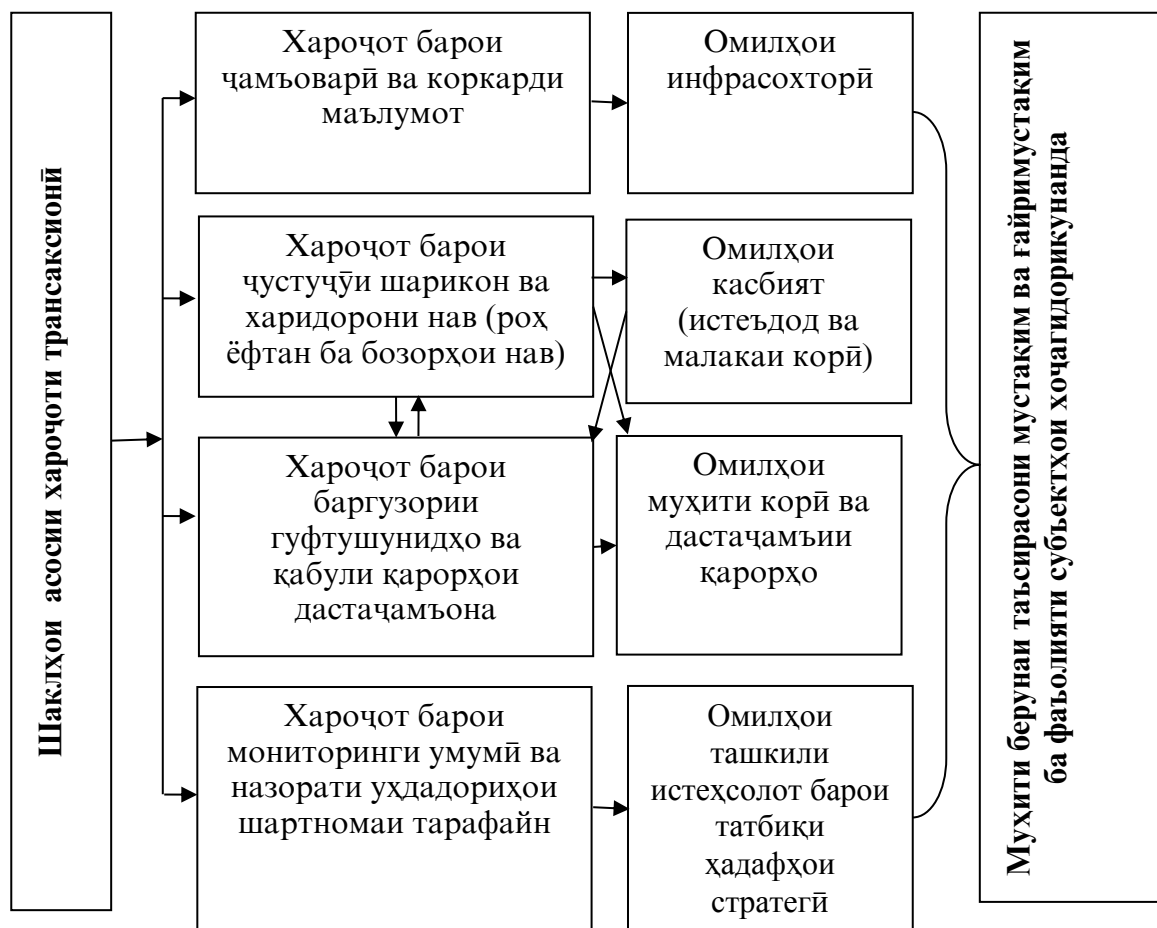 Шаклҳои асосии хароҷоти трансаксионӣ
Хароҷот барои
ҷамъоварӣ ва коркарди
маълумот
Омилҳои
инфрасохторӣ
Хароҷот барои
ҷустуҷӯи шарикон ва
харидорони нав (роҳ
ёфтан ба бозорҳои нав)
Омилҳои
касбият
(истеъдод ва
малакаи корӣ)
Хароҷот барои
баргузории
гуфтушунидҳо ва
қабули қарорҳои
дастаҷамъона
Омилҳои
муҳити корӣ ва
дастаҷамъии
қарорҳо
Хароҷот барои
мониторинги умумӣ ва
назорати уҳдадориҳои
шартномаи тарафайн
Омилҳои
ташкили
истеҳсолот барои
татбиқи
ҳадафҳои
стратегӣ
Муҳити берунаи таъсирасони мустақим ва ғайримустақим
ба фаъолияти субъектҳои хоҷагидорикунанда